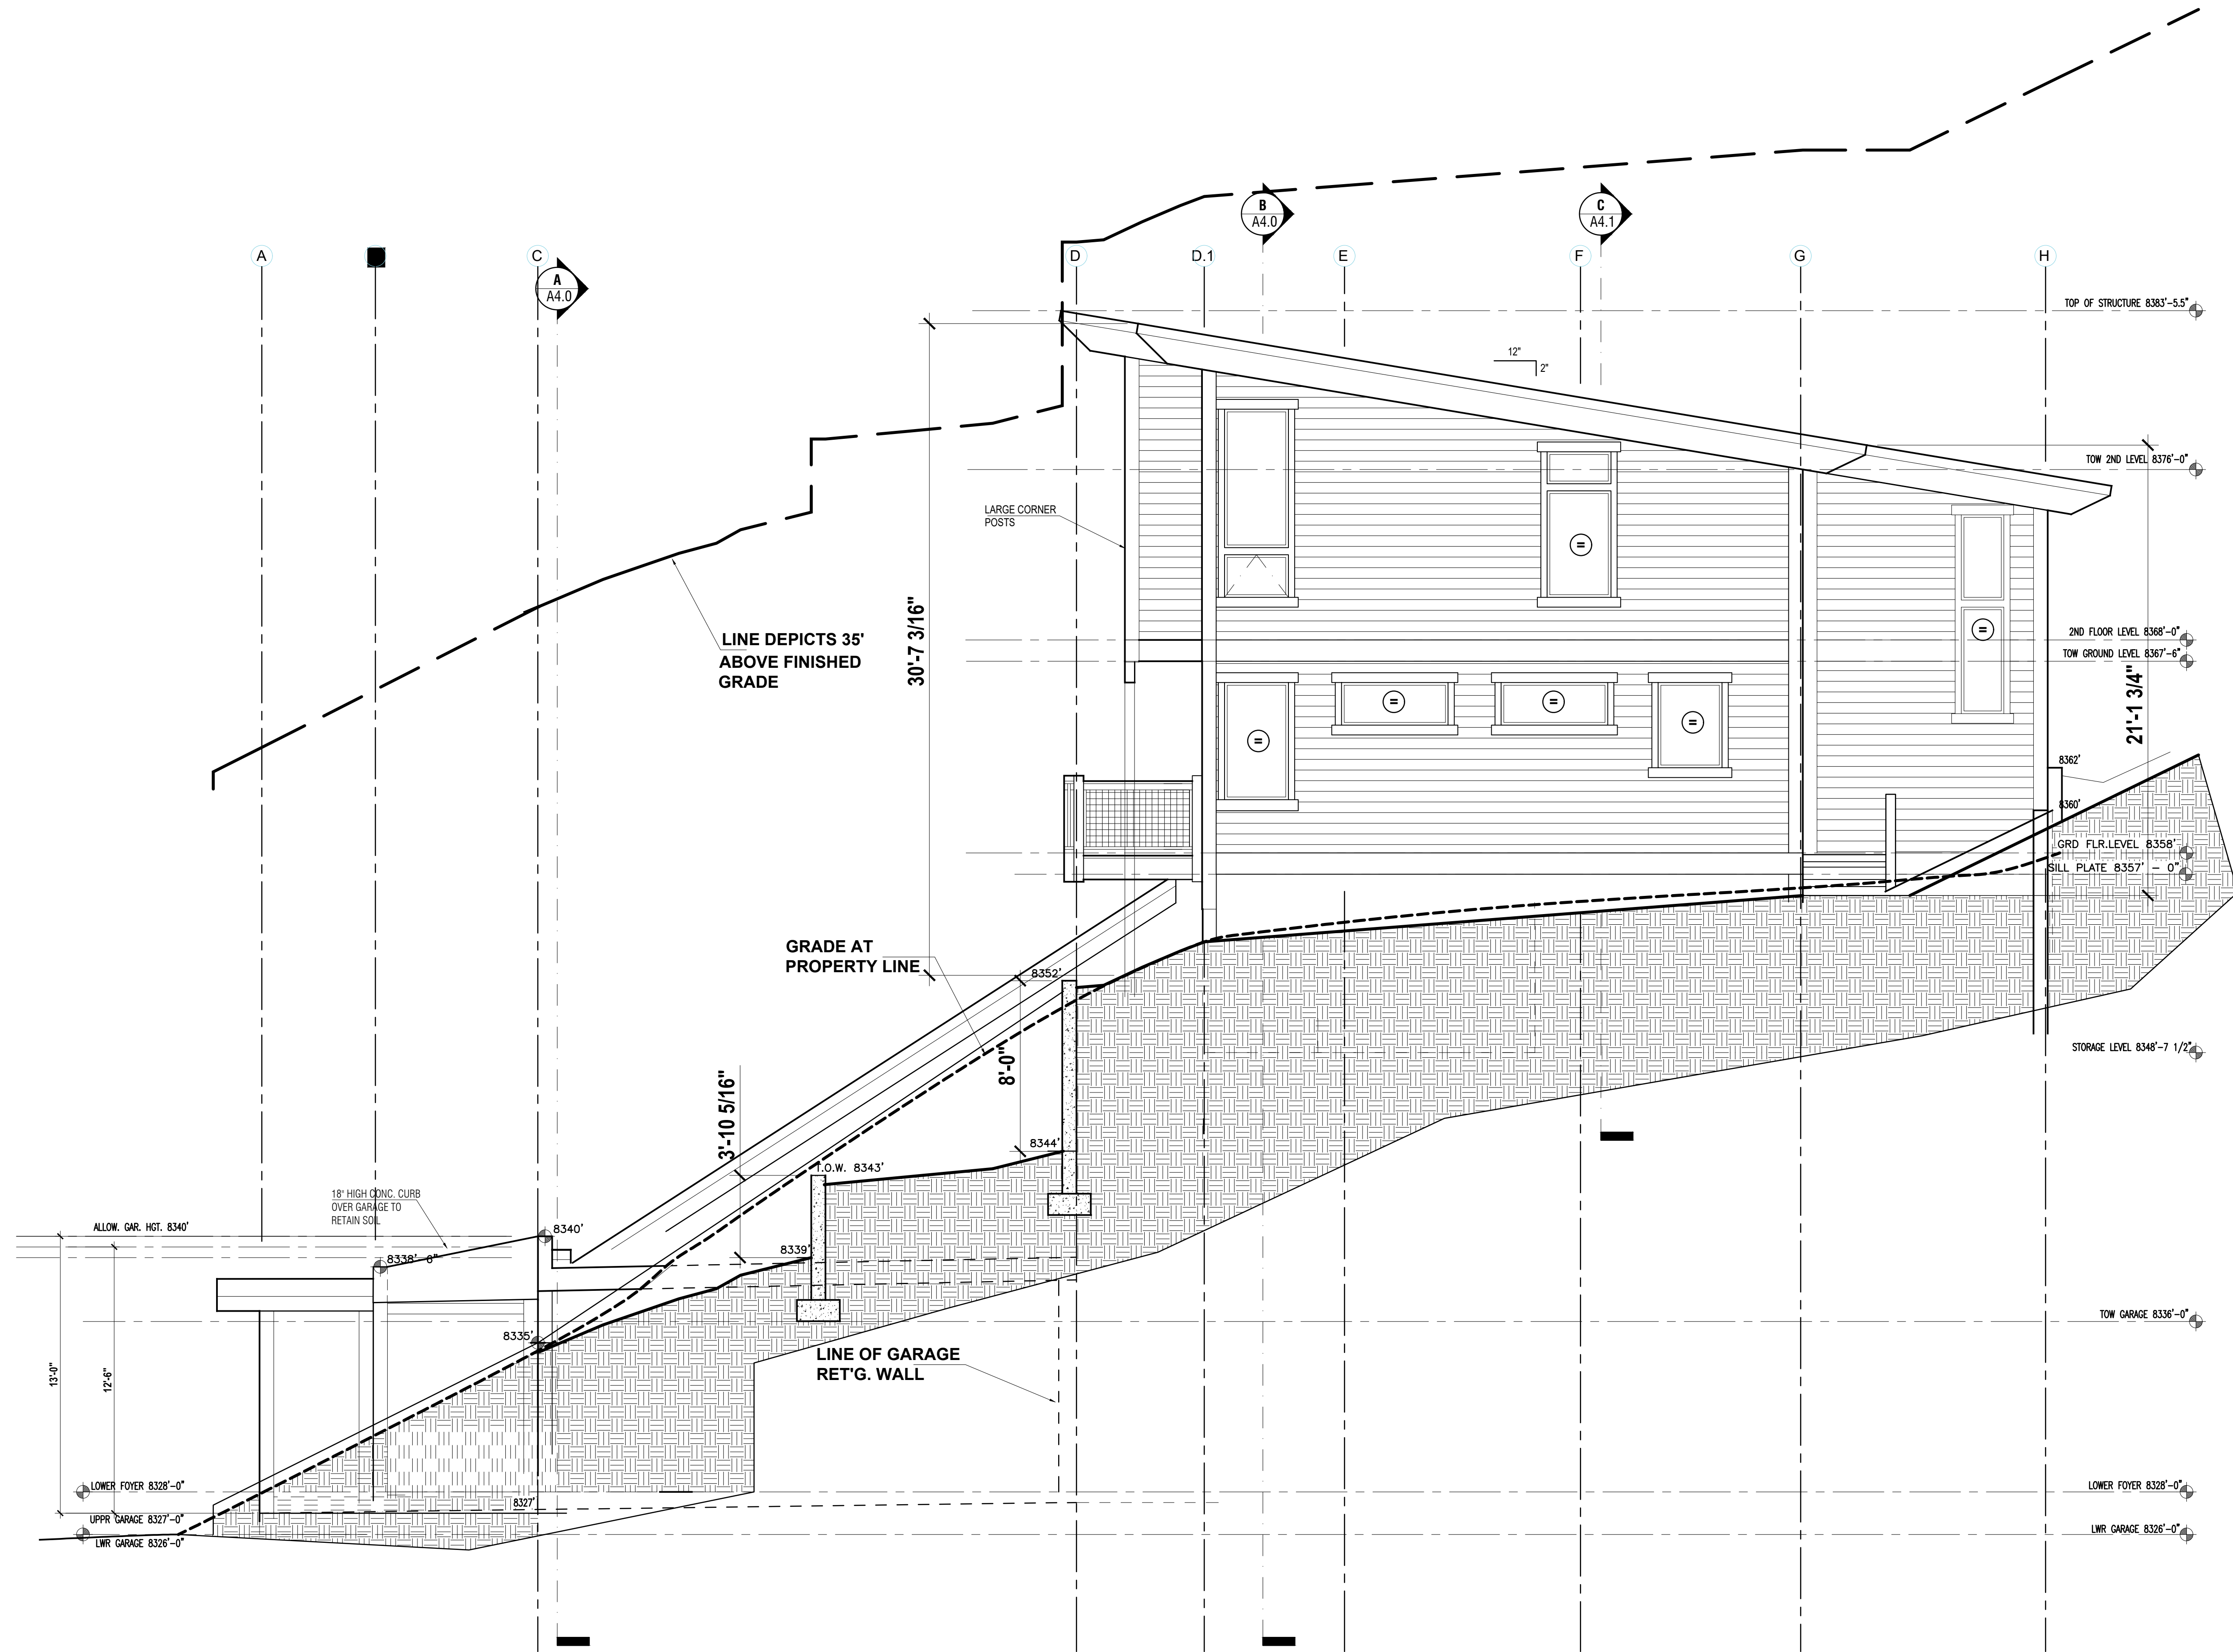 B
A4.0
C
A4.1
A
C
D
D.1
E
F
G
H
A
A4.0
TOP OF STRUCTURE 8383'-5.5"
12"
2"
TOW 2ND LEVEL 8376'-0"
LARGE CORNER
POSTS
=
30'-7 3/16"
LINE DEPICTS 35'
ABOVE FINISHED
GRADE
2ND FLOOR LEVEL 8368'-0"
TOW GROUND LEVEL 8367'-6"
=
21'-1 3/4"
=
=
=
=
8362'
8360'
GRD FLR.LEVEL 8358'
SILL PLATE 8357' - 0"
GRADE AT
PROPERTY LINE
8352'
8'-0"
STORAGE LEVEL 8348'-7 1/2"
3'-10 5/16"
8344'
T.O.W. 8343'
18" HIGH CONC. CURB
OVER GARAGE TO
RETAIN SOIL
ALLOW. GAR. HGT. 8340'
8340'
8339'
8338'-6"
TOW GARAGE 8336'-0"
8335'
LINE OF GARAGE
RET'G. WALL
13'-0"
12'-6"
LOWER FOYER 8328'-0"
LOWER FOYER 8328'-0"
8327'
UPPR GARAGE 8327'-0"
LWR GARAGE 8326'-0"
LWR GARAGE 8326'-0"